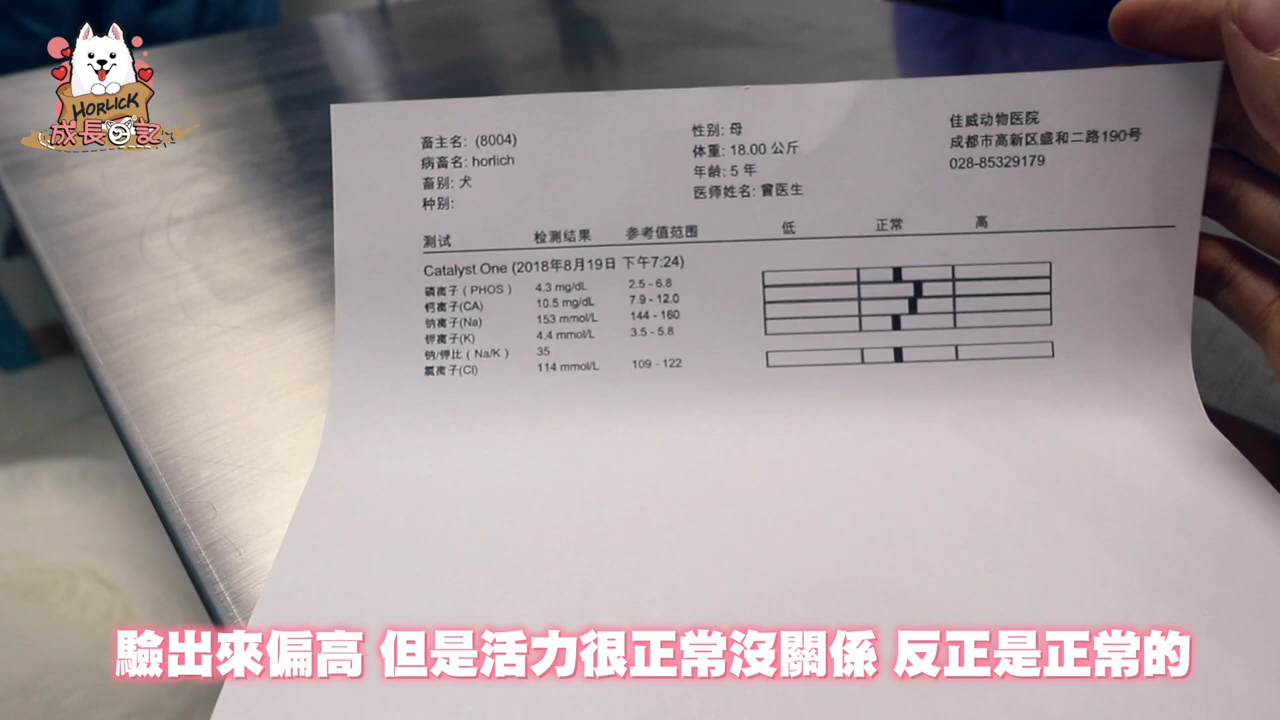 HORLICK
成長日記
畜主名: (8004)
病畜名: horlich
畜别: 犬
种别:
性别: 母
体重: 18.00 公斤
年龄: 5 年
医师姓名: 曾医生
佳威动物医院
成都市高新区盛和二路190号
028-85329179
测试 检测结果 参考值范围 低 正常 高
Catalyst One (2018年8月19日 下午7:24)
磷离子 ( PHOS ) 4.3 mg/dL 2.5 - 6.8
钙离子(CA) 10.5 mg/dL 7.9 - 12.0
钠离子(Na) 153 mmol/L 144 - 160
钾离子(K) 4.4 mmol/L 3.5 - 5.8
钠/钾比 ( Na/K ) 35
氯离子(Cl) 114 mmol/L 109 - 122
驗出來偏高 但是活力很正常沒關係 反正是正常的